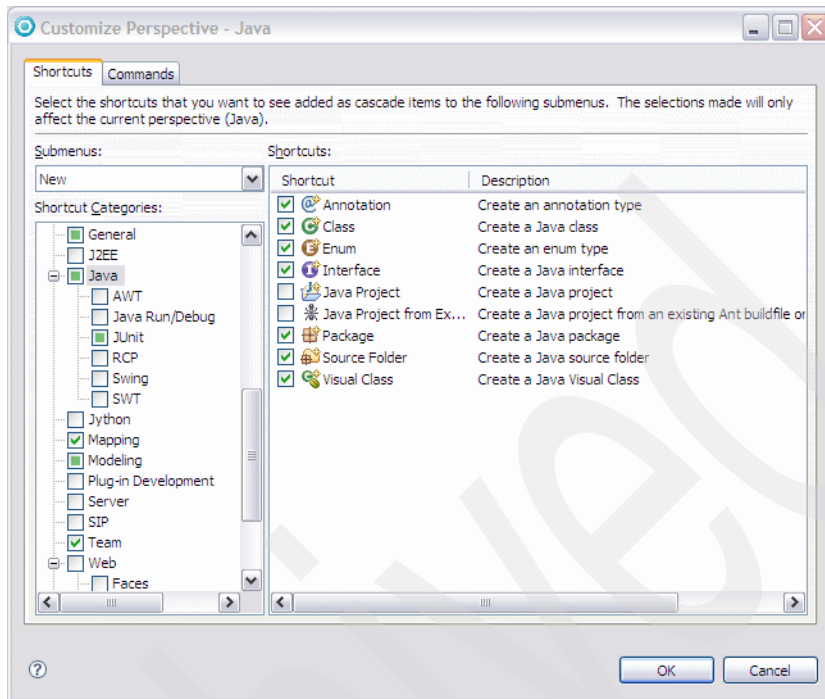 Customize Perspective - Java
Shortcuts
Commands
Select the shortcuts that you want to see added as cascade items to the following submenus. The selections made will only
affect the current perspective (Java).
Submenus:
New
Shortcut Categories:
General
J2EE
Java
AWT
Java Run/Debug
JUnit
RCP
Swing
SWT
Jython
Mapping
Modeling
Plug-in Development
Server
SIP
Team
Web
Faces
Shortcuts:
Shortcut Description
Annotation Create an annotation type
Class Create a Java class
Enum Create an enum type
Interface Create a Java interface
Java Project Create a Java project
Java Project from Ex... Create a Java project from an existing Ant buildfile or
Package Create a Java package
Source Folder Create a Java source folder
Visual Class Create a Java Visual Class
OK
Cancel